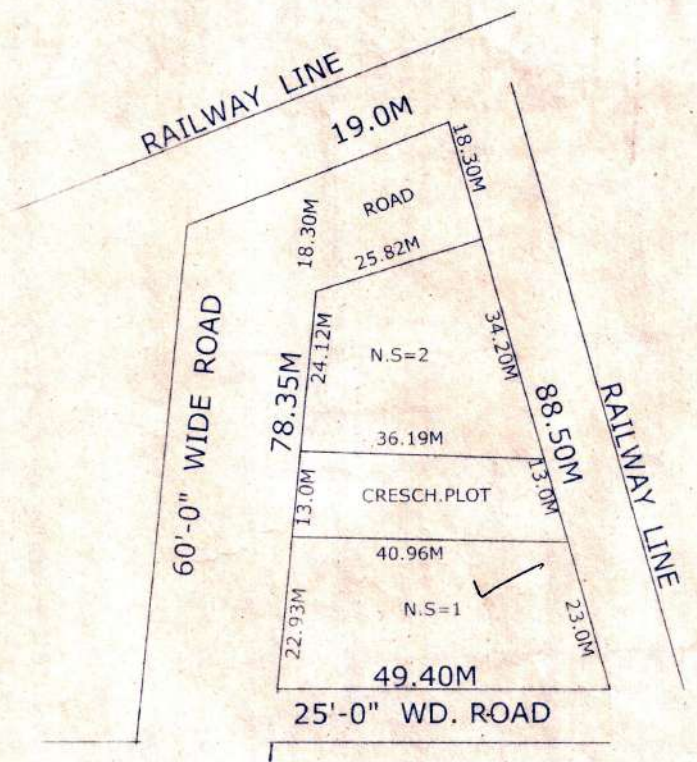 RAILWAY LINE
19.0M
18.30M
ROAD
18.30M
25.82M
60'-0" WIDE ROAD
78.35M
24.12M
N.S=2
34.20M
88.50M
RAILWAY LINE
36.19M
13.0M
CRESCH.PLOT
13.0M
40.96M
22.93M
N.S=1
23.0M
49.40M
25'-0" WD. ROAD